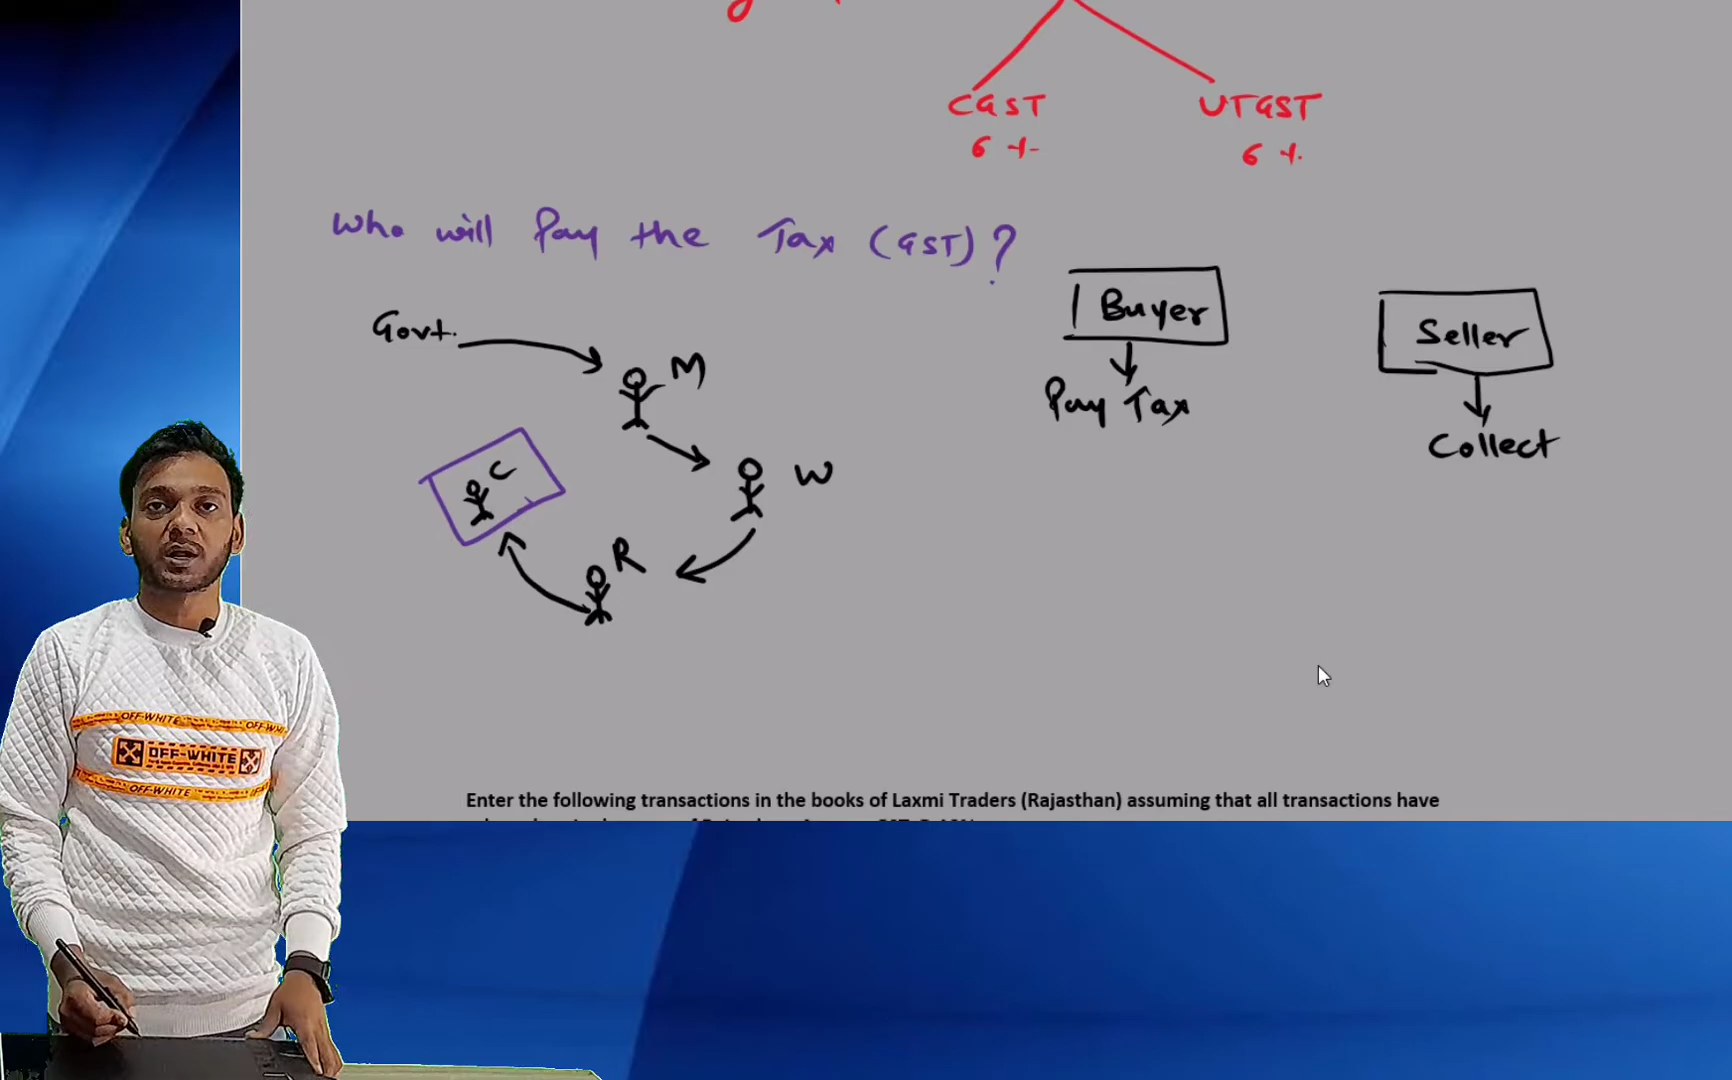 CGST
UTGST
6 %
6 %
Who will Pay the Tax (GST)?
Buyer
Seller
Govt.
M
Pay Tax
Collect
C
W
R
OFF-WHITE
OFF-WHITE
OFF-WHITE
Enter the following transactions in the books of Laxmi Traders (Rajasthan) assuming that all transactions have